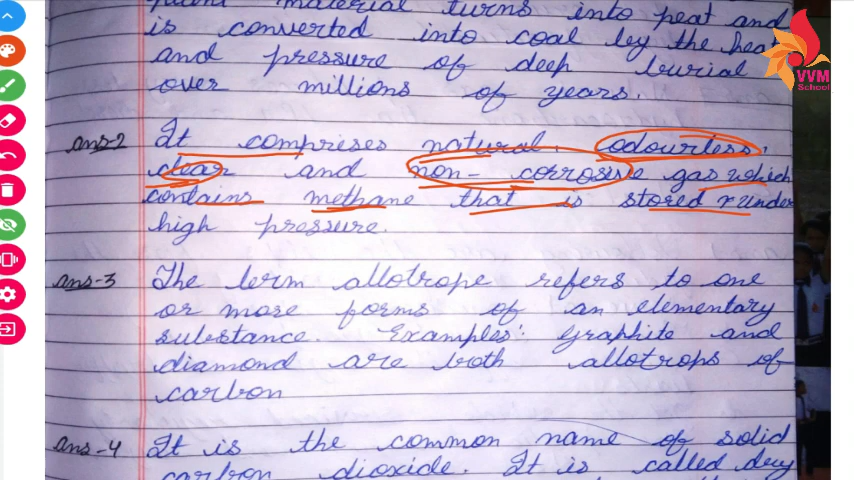 plant material turns into peat and
is converted into coal by the heat
and pressure of deep burial
over millions of years.
VVM
School
ans-2 It comprises natural, odourless,
clear and non- corrosive gas which
contains methane that is stored under
high pressure.
ans-3 The term allotrope refers to one
or more forms of an elementary
substance. Examples: Graphite and
diamond are both allotrops of
carbon
ans-4 It is the common name of solid
carbon dioxide. It is called dry